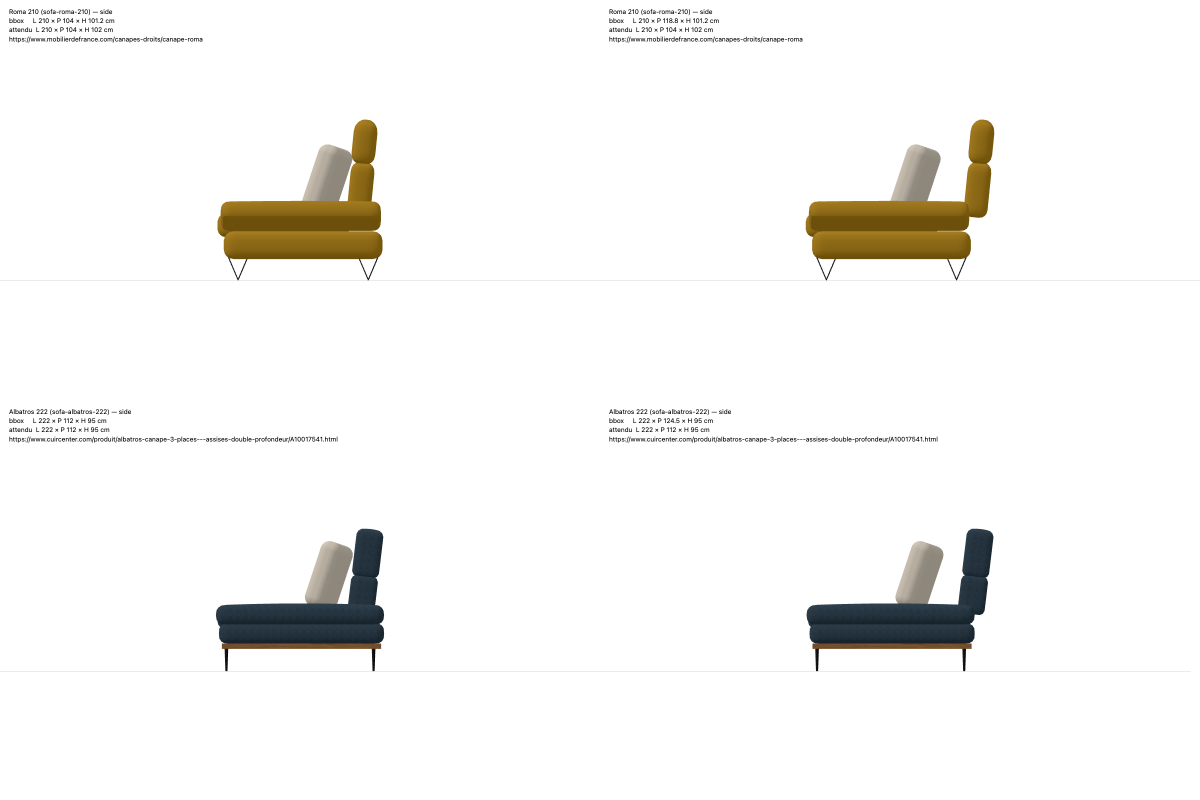 Roma 210 (sofa-roma-210) — side
bbox L 210 × P 104 × H 101.2 cm
attendu L 210 × P 104 × H 102 cm
https://www.mobilierdefrance.com/canapes-droits/canape-roma
Roma 210 (sofa-roma-210) — side
bbox L 210 × P 118.8 × H 101.2 cm
attendu L 210 × P 104 × H 102 cm
https://www.mobilierdefrance.com/canapes-droits/canape-roma
Albatros 222 (sofa-albatros-222) — side
bbox L 222 × P 112 × H 95 cm
attendu L 222 × P 112 × H 95 cm
https://www.cuircenter.com/produit/albatros-canape-3-places---assises-double-profondeur/A10017541.html
Albatros 222 (sofa-albatros-222) — side
bbox L 222 × P 124.5 × H 95 cm
attendu L 222 × P 112 × H 95 cm
https://www.cuircenter.com/produit/albatros-canape-3-places---assises-double-profondeur/A10017541.html